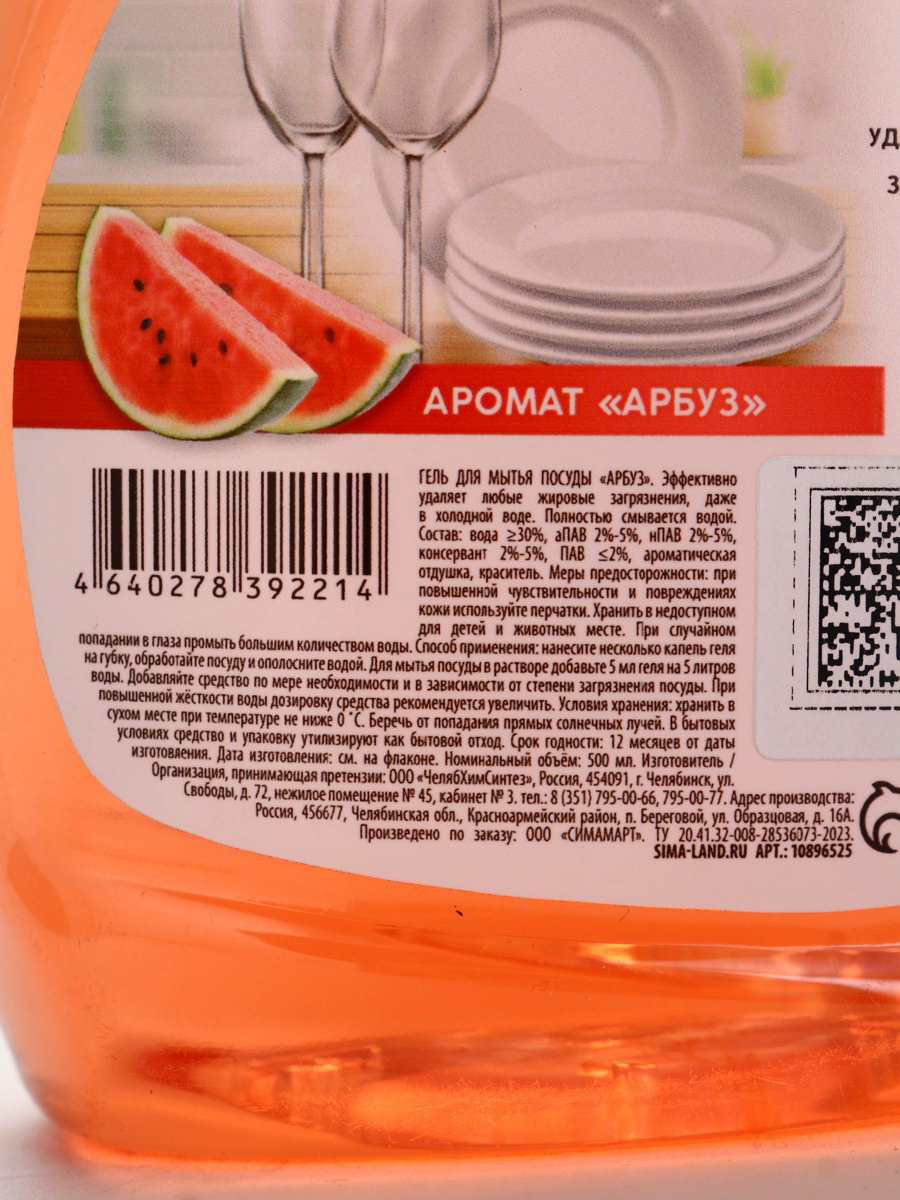 УД
З
АРОМАТ «АРБУЗ»
4 640278 392214
ГЕЛЬ ДЛЯ МЫТЬЯ ПОСУДЫ «АРБУЗ». Эффективно
удаляет любые жировые загрязнения, даже
в холодной воде. Полностью смывается водой.
Состав: вода ≥30%, аПАВ 2%-5%, нПАВ 2%-5%,
консервант 2%-5%, ПАВ ≤2%, ароматическая
отдушка, краситель. Меры предосторожности: при
повышенной чувствительности и повреждениях
кожи используйте перчатки. Хранить в недоступном
для детей и животных месте. При случайном
попадании в глаза промыть большим количеством воды. Способ применения: нанесите несколько капель геля
на губку, обработайте посуду и ополосните водой. Для мытья посуды в растворе добавьте 5 мл геля на 5 литров
воды. Добавляйте средство по мере необходимости и в зависимости от степени загрязнения посуды. При
повышенной жёсткости воды дозировку средства рекомендуется увеличить. Условия хранения: хранить в
сухом месте при температуре не ниже 0 °С. Беречь от попадания прямых солнечных лучей. В бытовых
условиях средство и упаковку утилизируют как бытовой отход. Срок годности: 12 месяцев от даты
изготовления. Дата изготовления: см. на флаконе. Номинальный объём: 500 мл. Изготовитель /
Организация, принимающая претензии: ООО «ЧелябХимСинтез», Россия, 454091, г. Челябинск, ул.
Свободы, д. 72, нежилое помещение № 45, кабинет № 3. тел.: 8 (351) 795-00-66, 795-00-77. Адрес производства:
Россия, 456677, Челябинская обл., Красноармейский район, п. Береговой, ул. Образцовая, д. 16А.
Произведено по заказу: ООО «СИМАМАРТ». ТУ 20.41.32-008-28536073-2023.
SIMA-LAND.RU АРТ.: 10896525